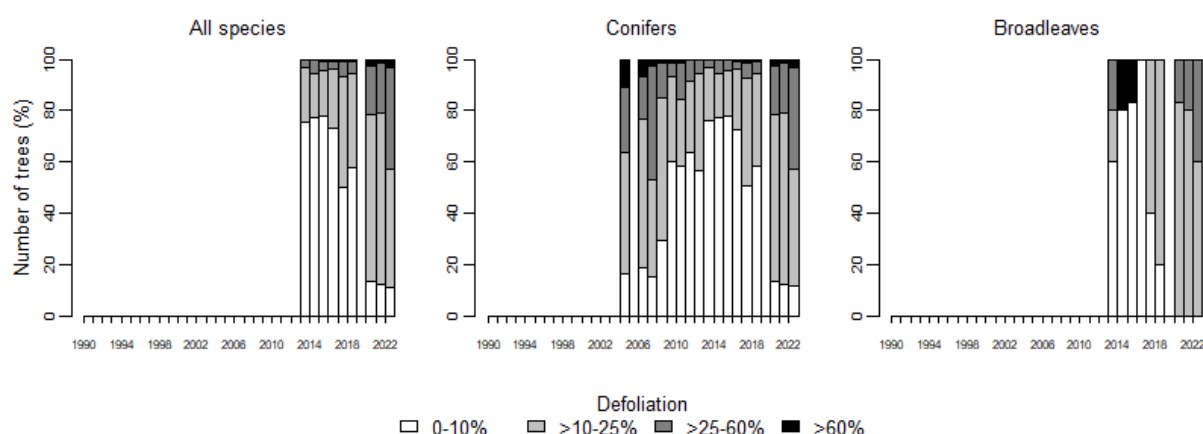 All species
Conifers
Broadleaves
Number of trees (%)
0 20 40 60 80 100
1990 1994 1998 2002 2006 2010 2014 2018 2022
0 20 40 60 80 100
1990 1994 1998 2002 2006 2010 2014 2018 2022
0 20 40 60 80 100
1990 1994 1998 2002 2006 2010 2014 2018 2022
Defoliation
0-10% >10-25% >25-60% >60%